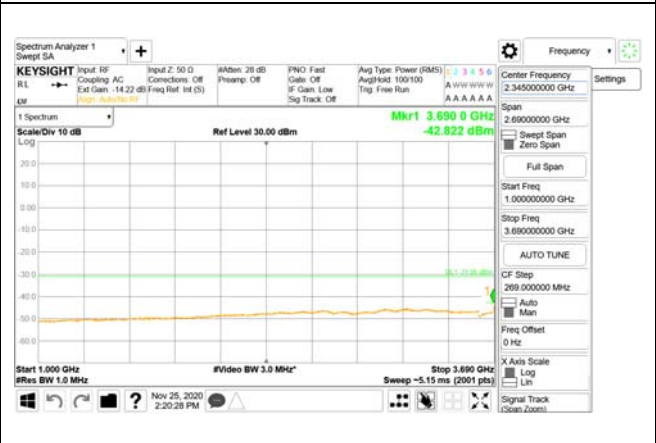 Spectrum Analyzer 1
Swept SA
+
Frequency
KEYSIGHT
RL
Input: RF
Coupling: AC
Ext Gain: -14.22 dB
Align: Auto/No RF
Input Z: 50 Ω
Corrections: Off
Freq Ref: Int (S)
#Atten: 28 dB
Preamp: Off
PNO: Fast
Gate: Off
IF Gain: Low
Sig Track: Off
Avg Type: Power (RMS)
Avg|Hold: 100/100
Trig: Free Run
1 2 3 4 5 6
A W W W W W
A A A A A A
1 Spectrum
Scale/Div 10 dB
Log
Ref Level 30.00 dBm
Mkr1 3.690 0 GHz
-42.822 dBm
20.0
10.0
0.00
-10.0
-20.0
-30.0
-40.0
-50.0
-60.0
1
Start 1.000 GHz
#Res BW 1.0 MHz
#Video BW 3.0 MHz*
Stop 3.690 GHz
Sweep ~5.15 ms (2001 pts)
Nov 25, 2020
2:20:28 PM
Center Frequency
2.345000000 GHz
Settings
Span
2.69000000 GHz
Swept Span
Zero Span
Full Span
Start Freq
1.000000000 GHz
Stop Freq
3.690000000 GHz
AUTO TUNE
CF Step
269.000000 MHz
Auto
Man
Freq Offset
0 Hz
X Axis Scale
Log
Lin
Signal Track
(Span Zoom)